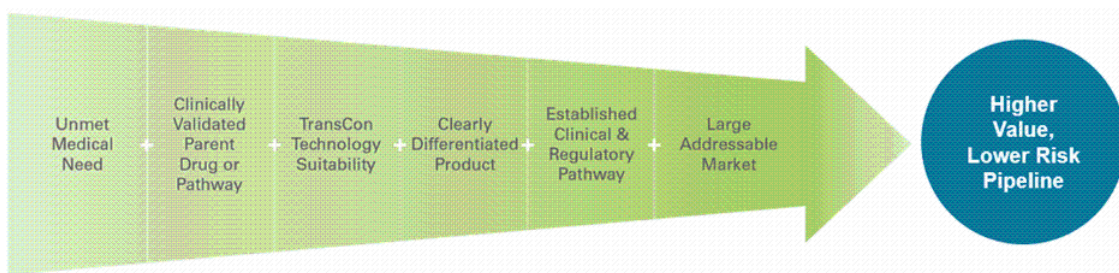 Unmet
Medical
Need
+
Clinically
Validated
Parent
Drug or
Pathway
+
TransCon
Technology
Suitability
+
Clearly
Differentiated
Product
+
Established
Clinical &
Regulatory
Pathway
+
Large
Addressable
Market
Higher
Value,
Lower Risk
Pipeline